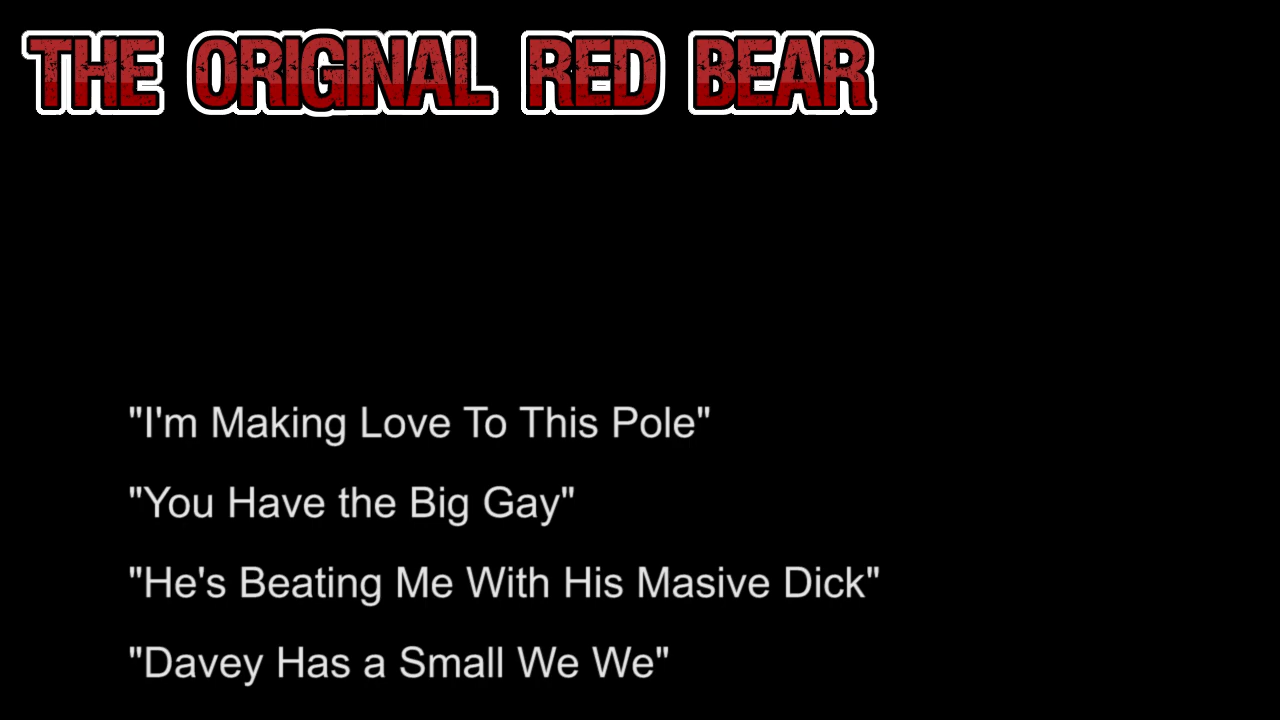 THE ORIGINAL RED BEAR
"I'm Making Love To This Pole"
"You Have the Big Gay"
"He's Beating Me With His Masive Dick"
"Davey Has a Small We We"